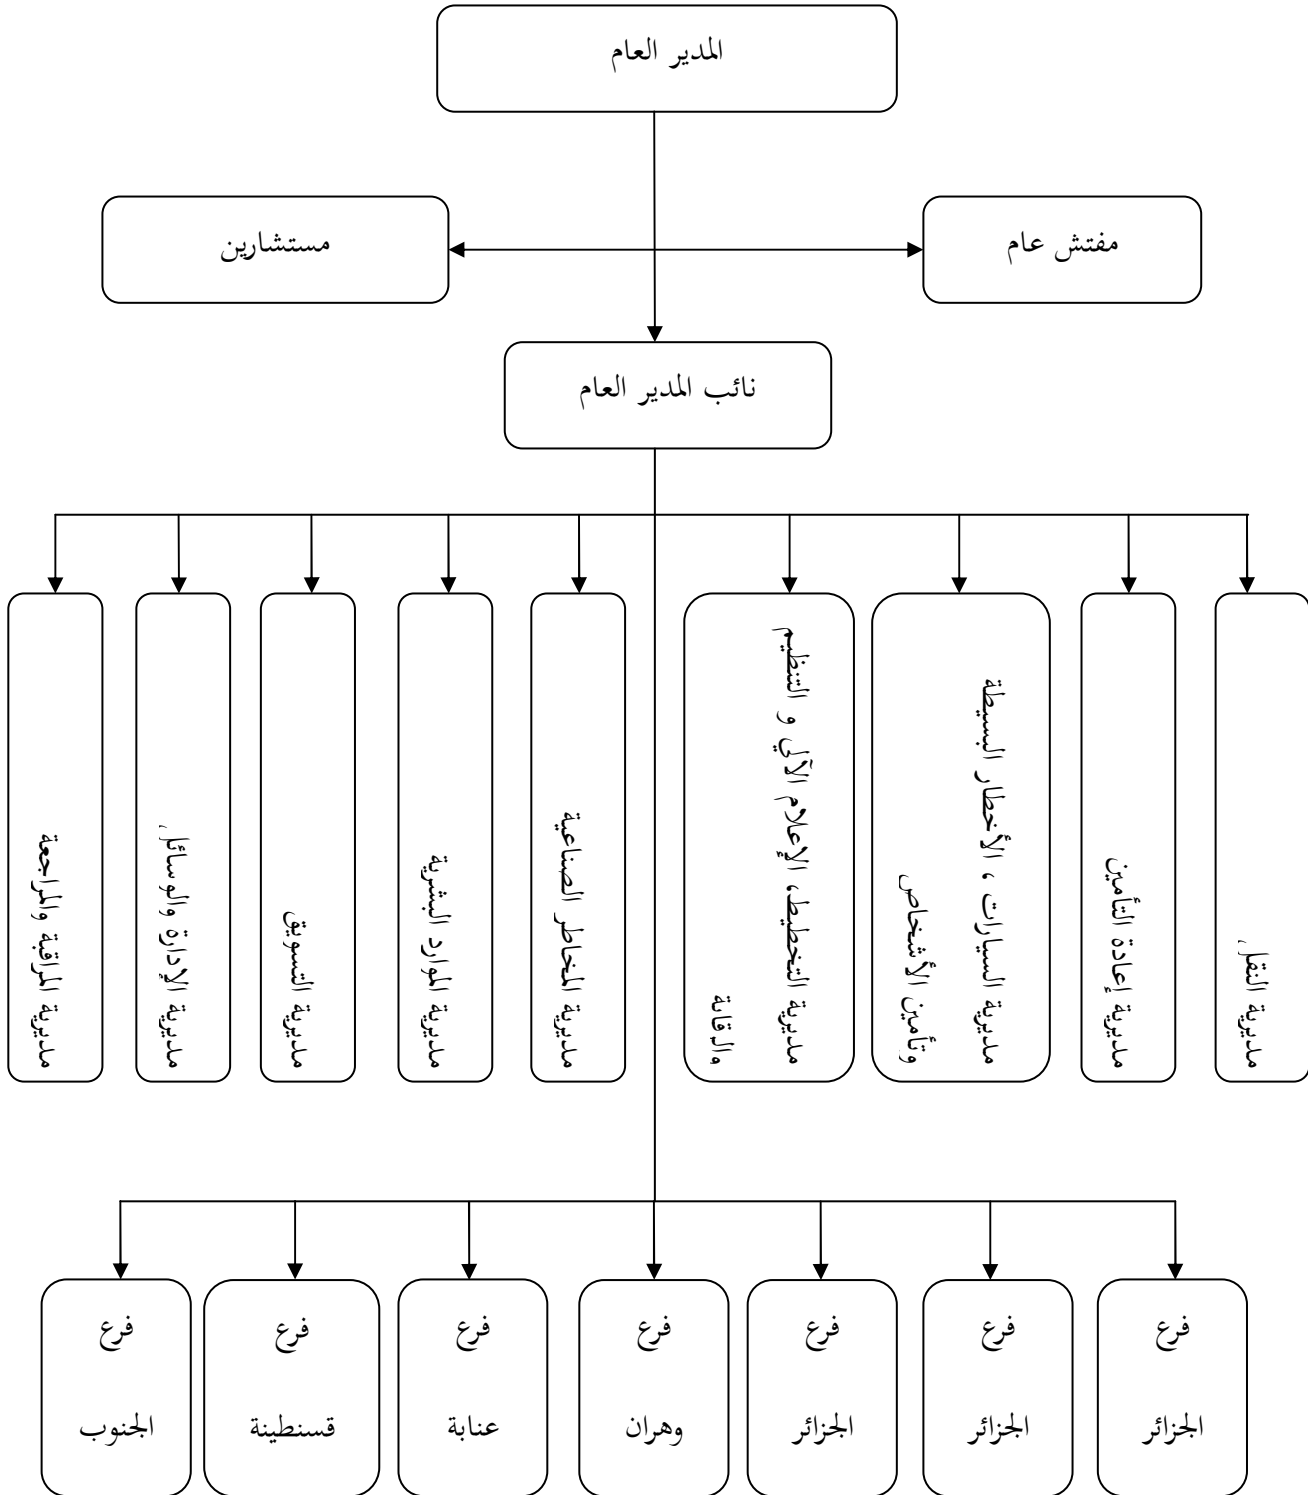 المدير العام
مفتش عام
مستشارين
نائب المدير العام
مديرية النقل
مديرية إعادة التأمين
مديرية السيارات ، الأخطار البسيطة
وتأمين الأشخاص
مديرية التخطيط، الإعلام الآلي و التنظيم
مديرية المخاطر الصناعية
مديرية الموارد البشرية
مديرية التسويق
مديرية الإدارة والوسائل
مديرية المراقبة والمراجعة
فرع
الجزائر
فرع
الجزائر
فرع
الجزائر
فرع
وهران
فرع
عنابة
فرع
قسنطينة
فرع
الجنوب